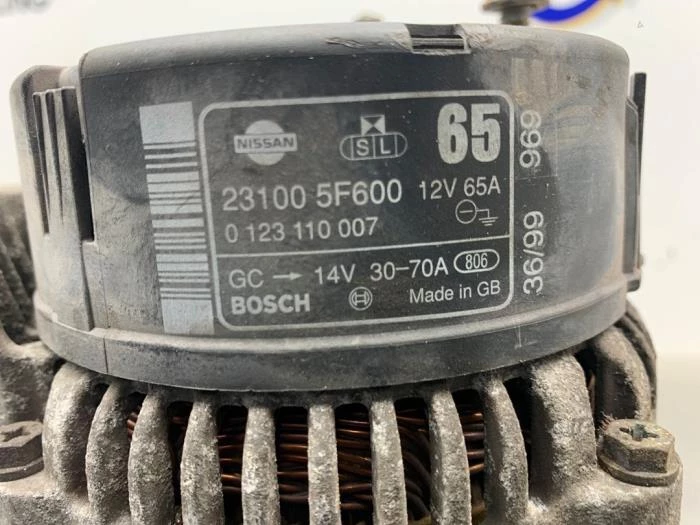 NISSAN
S L
65
23100 5F600 12V 65A
0 123 110 007
GC → 14V 30-70A 806
BOSCH Made in GB
36/99 969